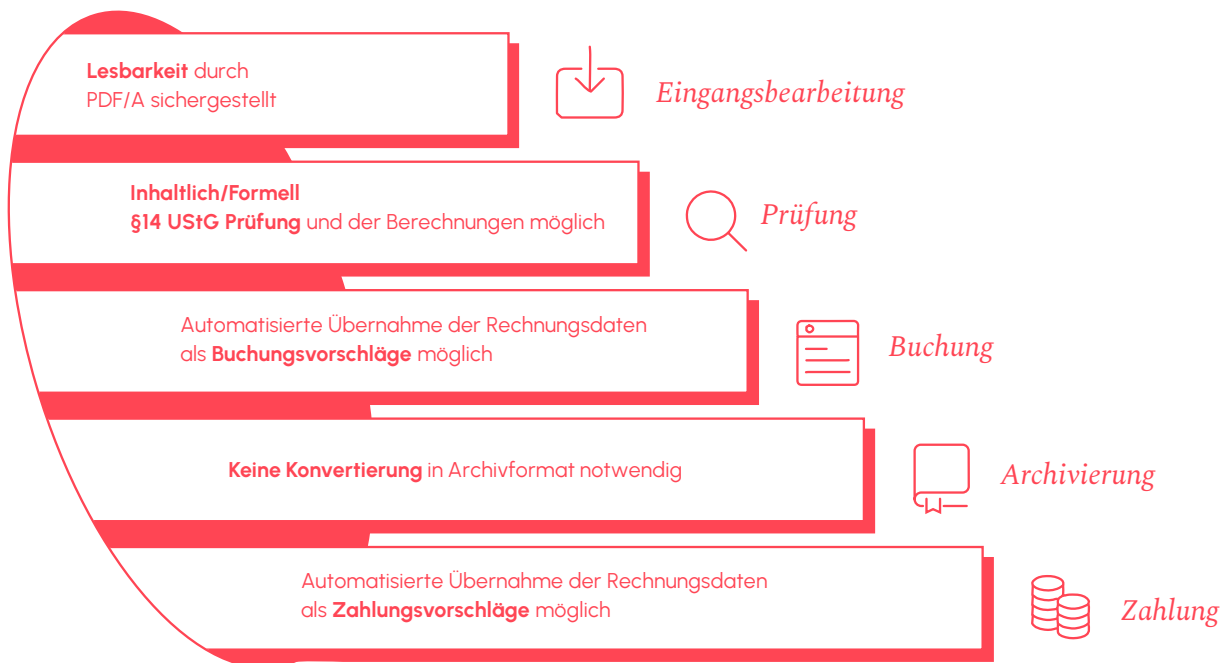 Lesbarkeit durch
PDF/A sichergestellt
Eingangsbearbeitung
Inhaltlich/Formell
§14 UStG Prüfung und der Berechnungen möglich
Prüfung
Automatisierte Übernahme der Rechnungsdaten
als Buchungsvorschläge möglich
Buchung
Keine Konvertierung in Archivformat notwendig
Archivierung
Automatisierte Übernahme der Rechnungsdaten
als Zahlungsvorschläge möglich
Zahlung